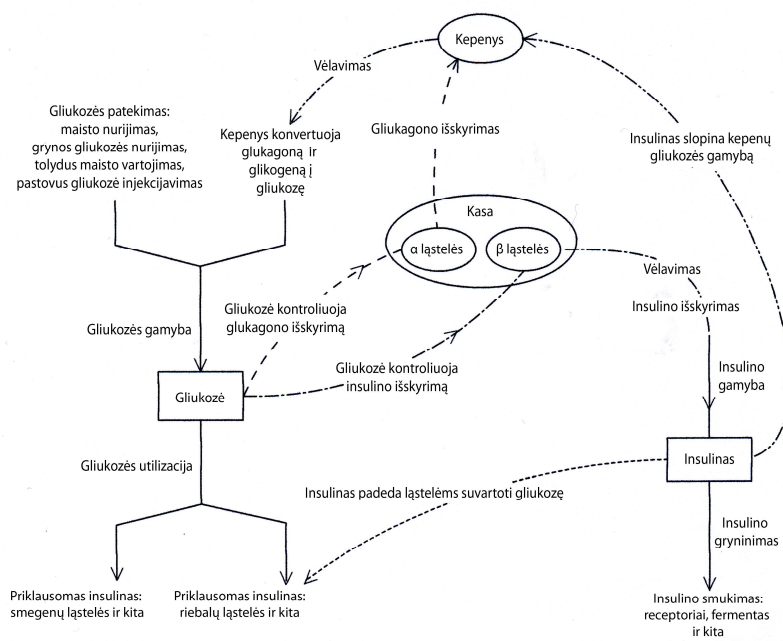 Kepenys
Vėlavimas
Gliukozės patekimas:
maisto nurijimas,
grynos gliukozės nurijimas,
tolydus maisto vartojimas,
pastovus gliukozė injekcijavimas
Kepenys konvertuoja
glukagoną ir
glikogeną į
gliukozę
Gliukagono išskyrimas
Insulinas slopina kepenų
gliukozės gamybą
Kasa
α ląstelės
β ląstelės
Vėlavimas
Insulino išskyrimas
Gliukozė kontroliuoja
glukagono išskyrimą
Gliukozės gamyba
Gliukozė kontroliuoja
insulino išskyrimą
Insulino
gamyba
Gliukozė
Gliukozės utilizacija
Insulinas
Insulinas padeda ląstelėms suvartoti gliukozę
Insulino
gryninimas
Priklausomas insulinas:
smegenų ląstelės ir kita
Priklausomas insulinas:
riebalų ląstelės ir kita
Insulino smukimas:
receptoriai, fermentas
ir kita